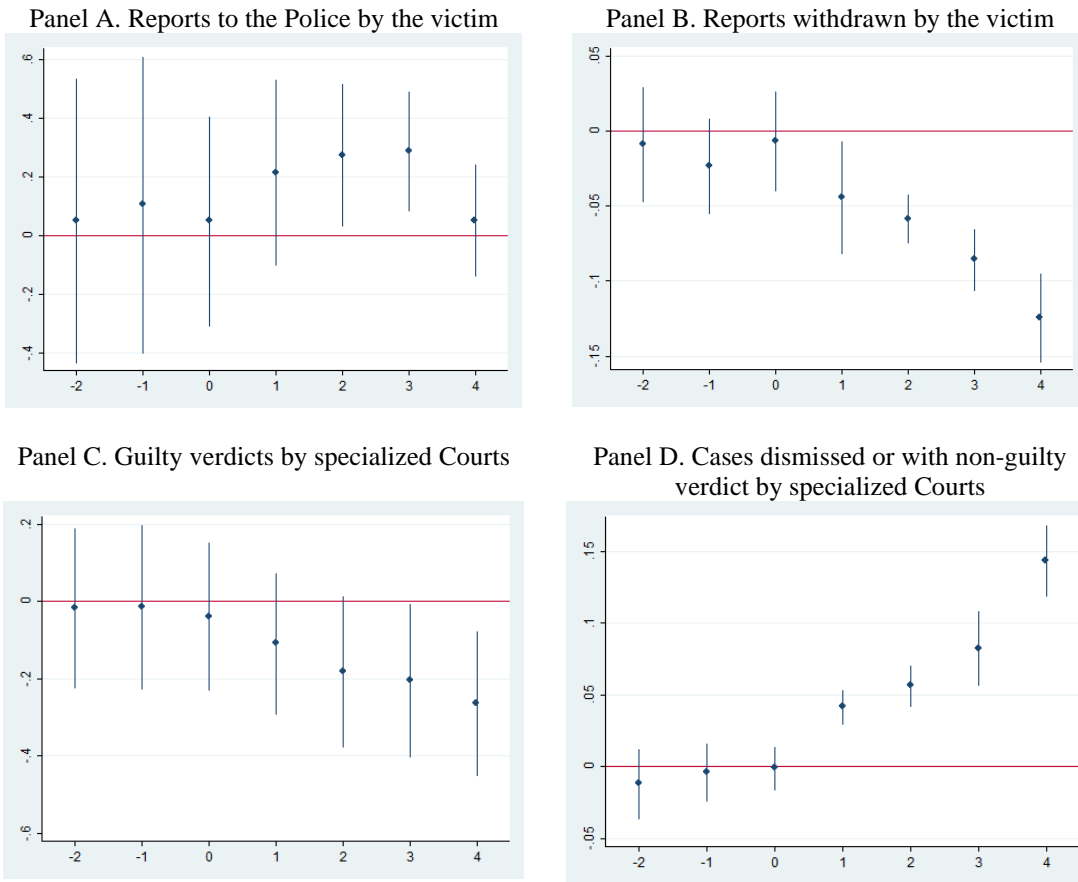 Panel A. Reports to the Police by the victim
.6
.4
.2
0
-.2
-.4
-2 -1 0 1 2 3 4
Panel B. Reports withdrawn by the victim
.05
0
-.05
-.1
-.15
-2 -1 0 1 2 3 4
Panel C. Guilty verdicts by specialized Courts
.2
0
-.2
-.4
-.6
-2 -1 0 1 2 3 4
Panel D. Cases dismissed or with non-guilty
verdict by specialized Courts
.15
.1
.05
0
-.05
-2 -1 0 1 2 3 4